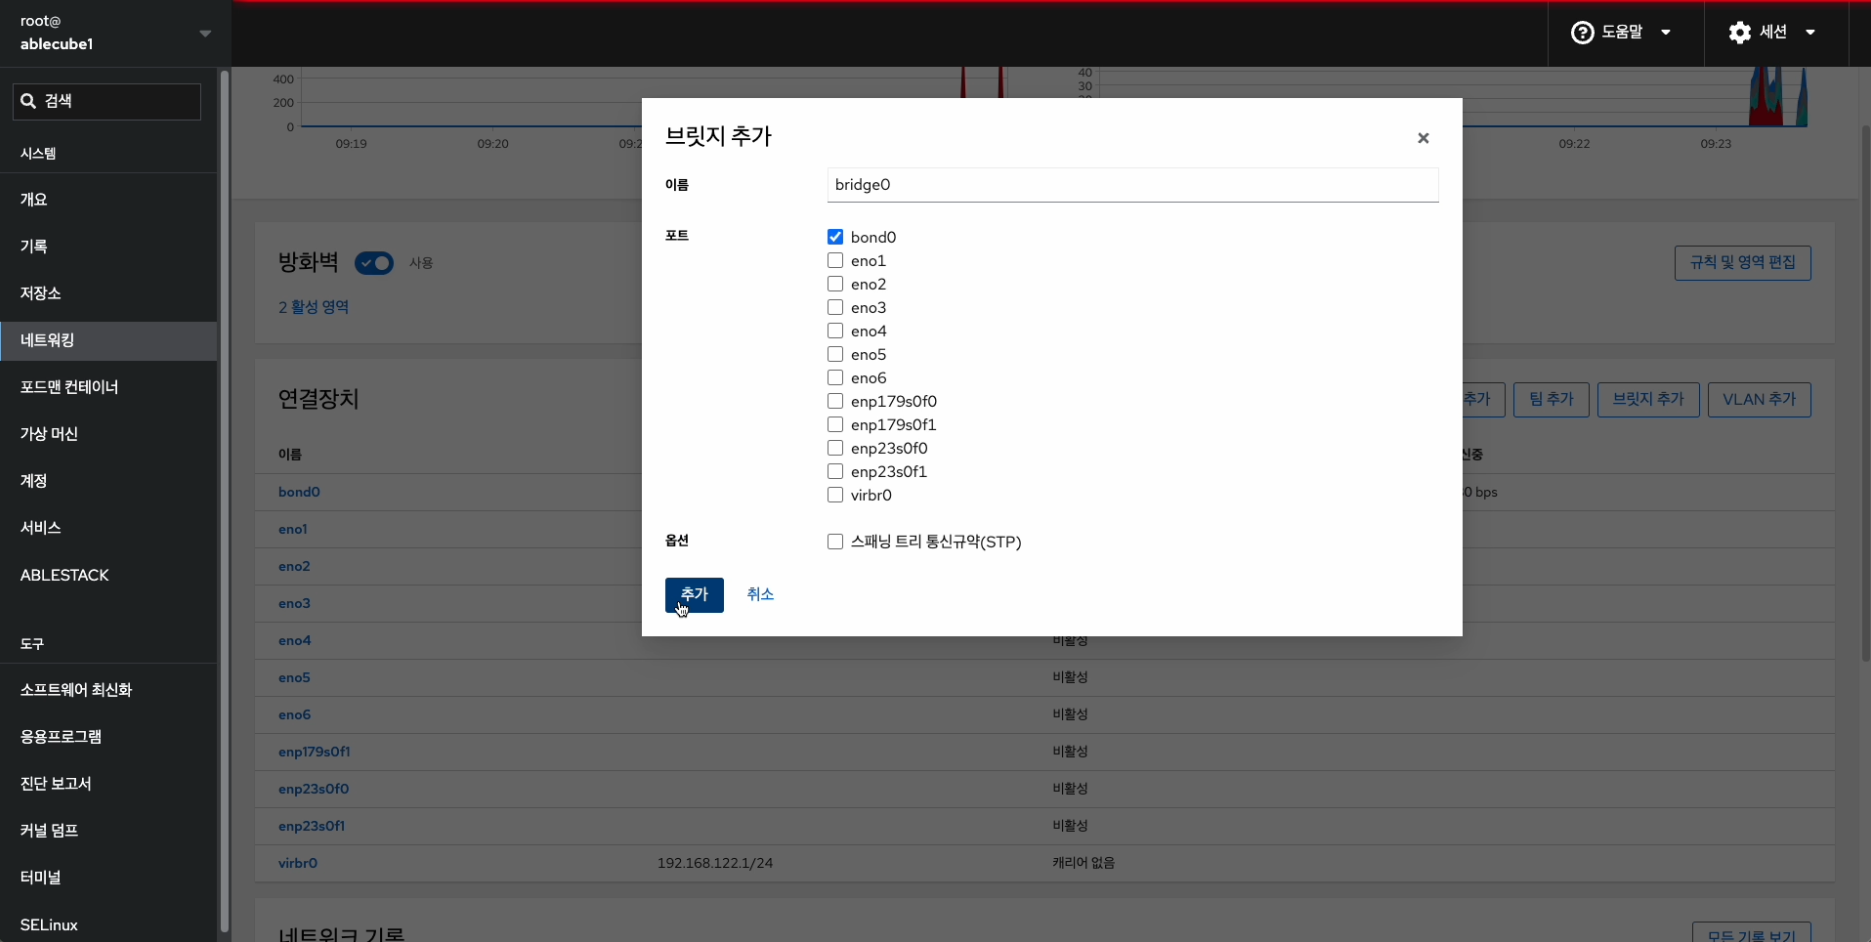 root@
ablecube1
도움말
세션
검색
시스템
개요
기록
저장소
네트워킹
포드맨 컨테이너
가상 머신
계정
서비스
ABLESTACK
도구
소프트웨어 최신화
응용프로그램
진단 보고서
커널 덤프
터미널
SELinux
400
200
0
09:19
09:20
40
30
09:22
09:23
방화벽
사용
규칙 및 영역 편집
2 활성 영역
연결장치
추가
팀 추가
브릿지 추가
VLAN 추가
이름
bond0
bps
eno1
eno2
eno3
eno4
비활성
eno5
비활성
eno6
비활성
enp179s0f1
비활성
enp23s0f0
비활성
enp23s0f1
비활성
virbr0
192.168.122.1/24
캐리어 없음
네트워크 기록
모든 기록 보기
브릿지 추가
이름
bridge0
포트
bond0
eno1
eno2
eno3
eno4
eno5
eno6
enp179s0f0
enp179s0f1
enp23s0f0
enp23s0f1
virbr0
옵션
스패닝 트리 통신규약(STP)
추가
취소